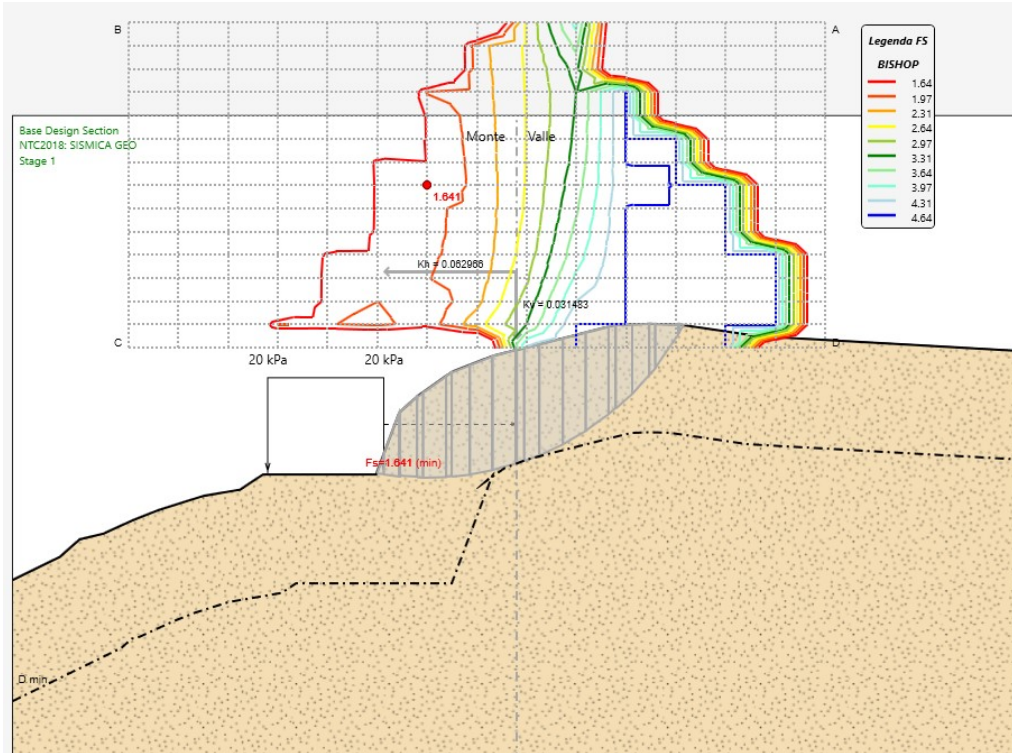 B
A
Legenda FS
BISHOP
1.64
1.97
2.31
2.64
2.97
3.31
3.64
3.97
4.31
4.64
Base Design Section
NTC2018: SISMICA GEO
Stage 1
Monte
Valle
1.641
Kh = 0.062966
Kv = 0.031483
C
D
20 kPa
20 kPa
Fs=1.641 (min)
D min